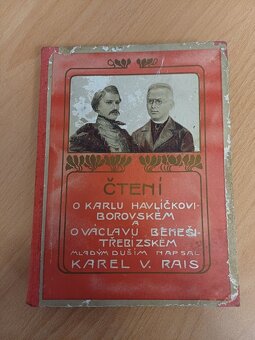 ČTENÍ
O KARLU HAVLÍČKOVI-
BOROVSKÉM
A
O VÁCLAVU BENEŠI-
TŘEBIZSKÉM
MLADÝM DUŠÍM NAPSAL
KAREL V. RAIS